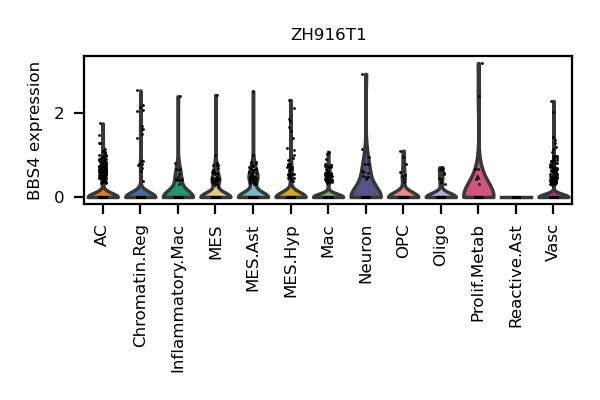 ZH916T1
BBS4 expression
2
0
AC
Chromatin.Reg
Inflammatory.Mac
MES
MES.Ast
MES.Hyp
Mac
Neuron
OPC
Oligo
Prolif.Metab
Reactive.Ast
Vasc